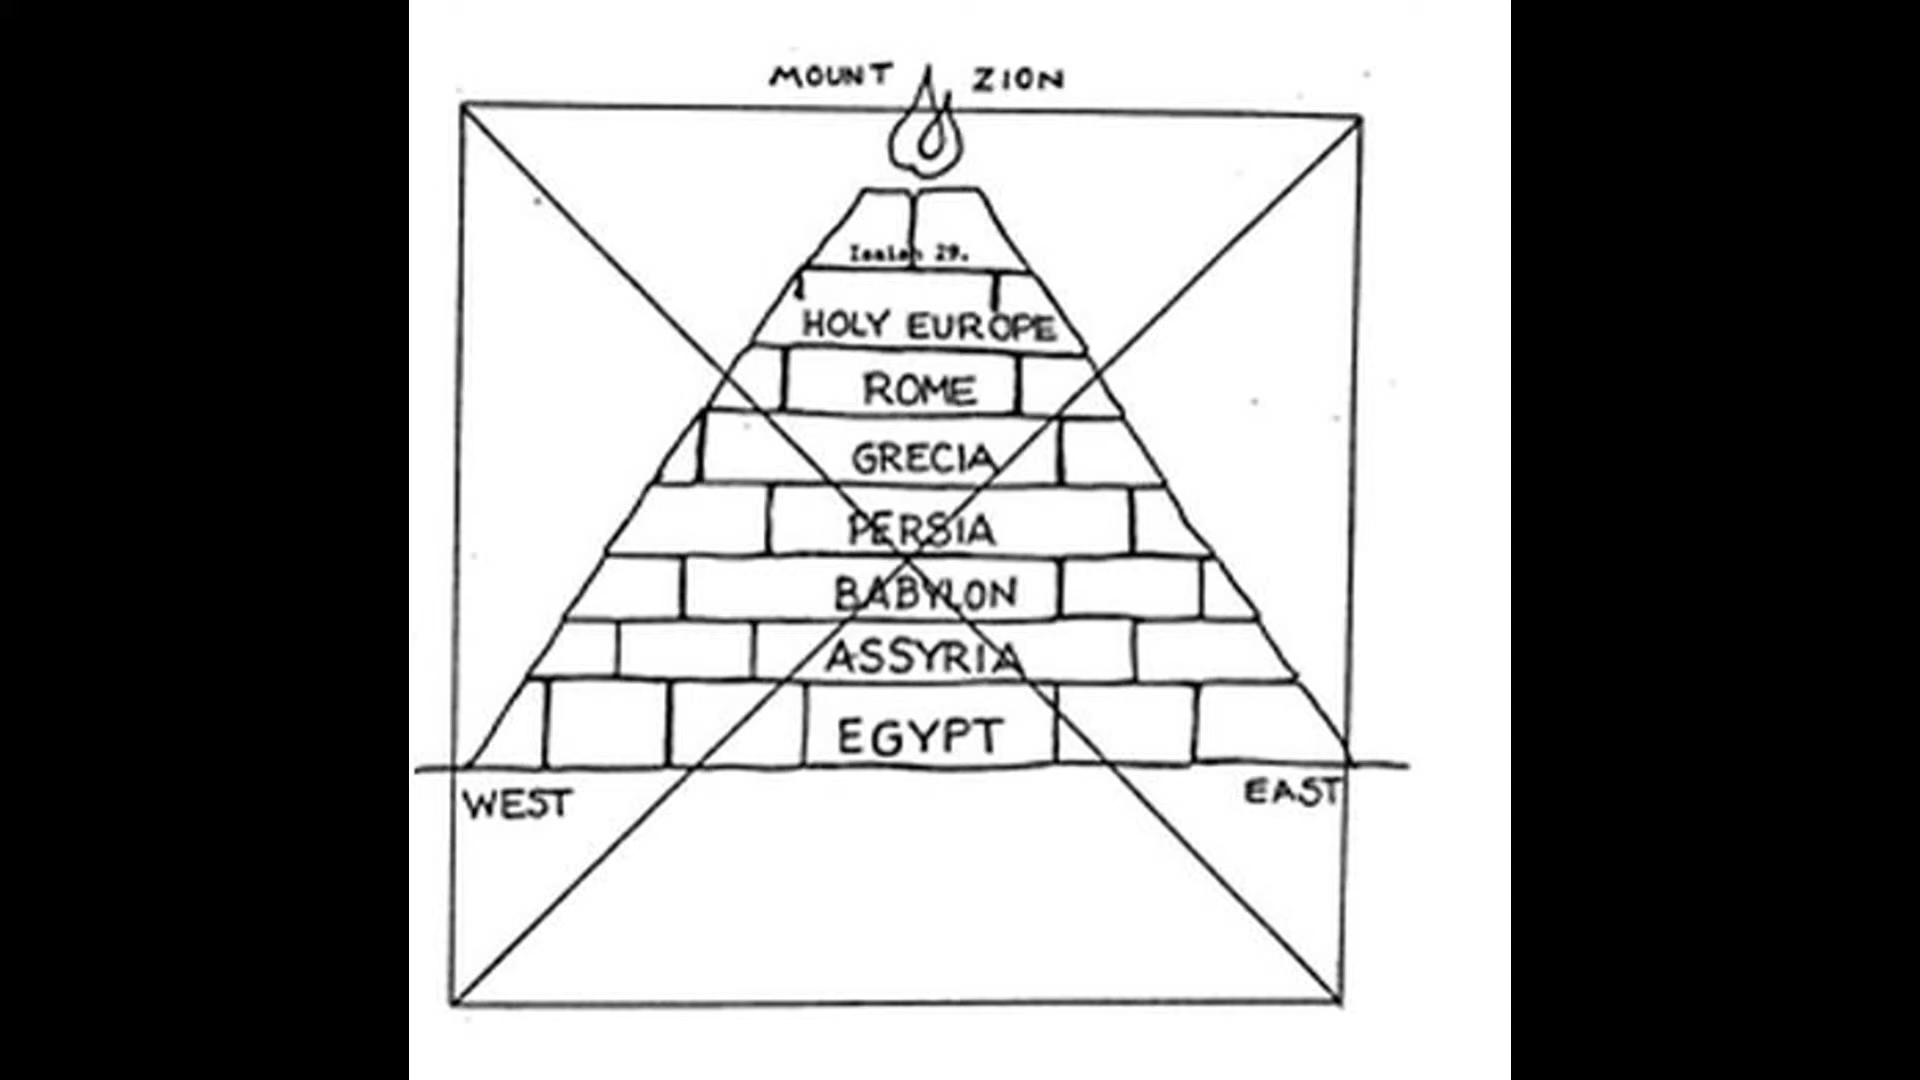 MOUNT ZION
Isaiah 29.
HOLY EUROPE
ROME
GRECIA
PERSIA
BABYLON
ASSYRIA
EGYPT
WEST EAST